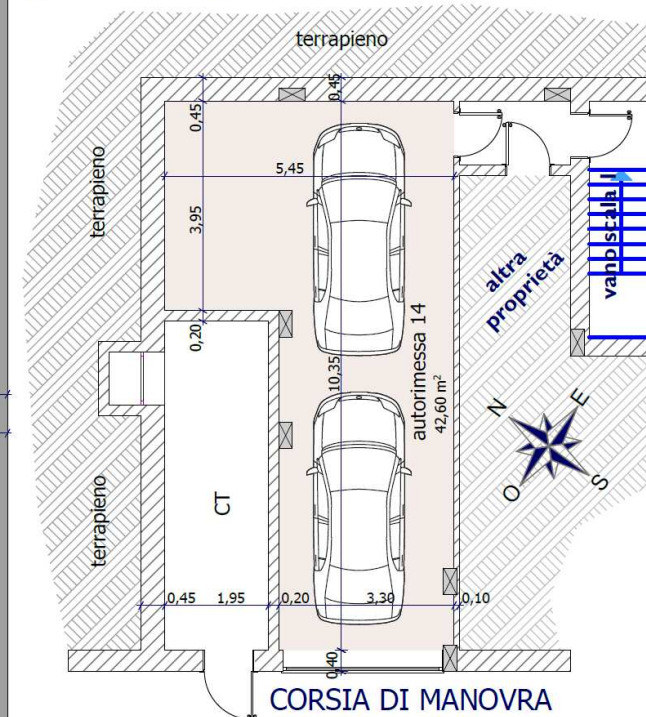 terrapieno
0,45
0,45
terrapieno
5,45
3,95
altra
proprietà
vano scala I
0,20
10,35
autorimessa 14
42,60 m²
N
E
O
S
CT
terrapieno
0,45
1,95
0,20
3,30
0,10
0,40
CORSIA DI MANOVRA